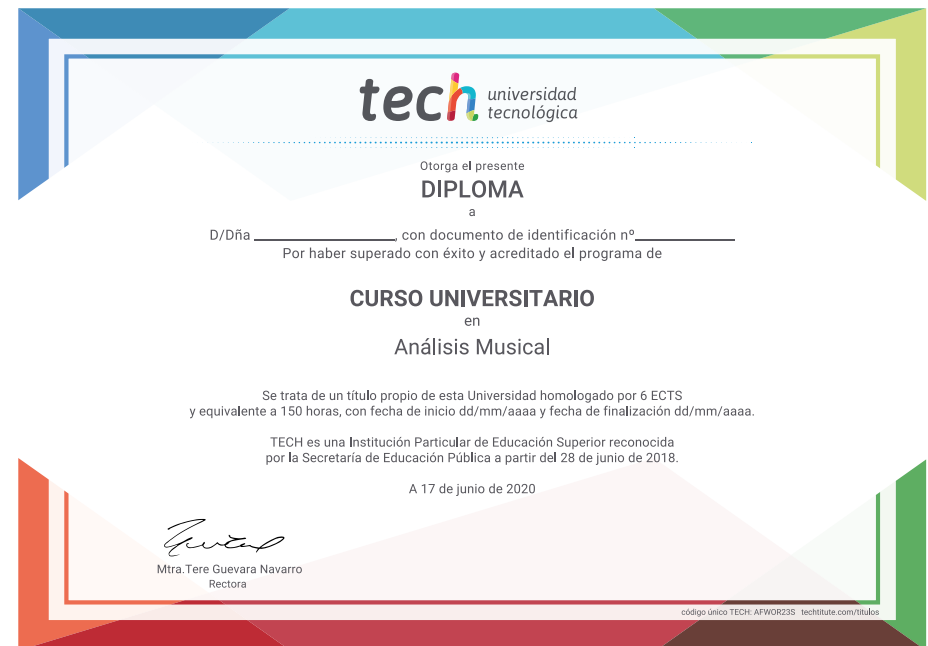 tech universidad
tecnológica
Otorga el presente
DIPLOMA
a
D/Dña ____________________, con documento de identificación nº______________
Por haber superado con éxito y acreditado el programa de
CURSO UNIVERSITARIO
en
Análisis Musical
Se trata de un título propio de esta Universidad homologado por 6 ECTS
y equivalente a 150 horas, con fecha de inicio dd/mm/aaaa y fecha de finalización dd/mm/aaaa.
TECH es una Institución Particular de Educación Superior reconocida
por la Secretaría de Educación Pública a partir del 28 de junio de 2018.
A 17 de junio de 2020
Mtra.Tere Guevara Navarro
Rectora
código único TECH: AFWOR23S techtitute.com/titulos